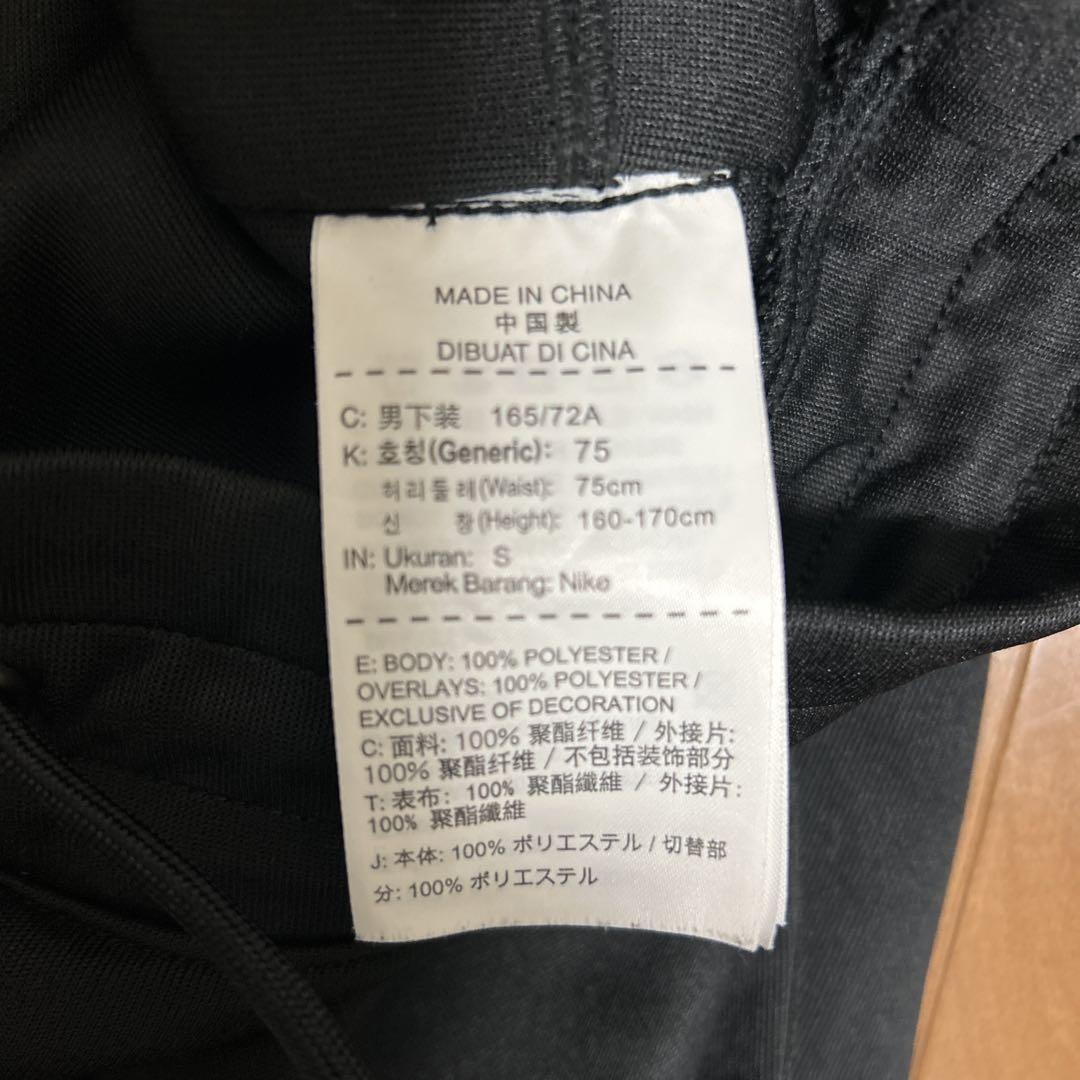 MADE IN CHINA
中国製
DIBUAT DI CINA
C: 男下装 165/72A
K: 호칭(Generic): 75
허리둘레(Waist): 75cm
신 장(Height): 160-170cm
IN: Ukuran: S
Merek Barang: Nike
E: BODY: 100% POLYESTER /
OVERLAYS: 100% POLYESTER /
EXCLUSIVE OF DECORATION
C: 面料: 100% 聚酯纤维 / 外接片:
100% 聚酯纤维 / 不包括装饰部分
T: 表布: 100% 聚酯纖維 / 外接片:
100% 聚酯纖維
J: 本体: 100% ポリエステル / 切替部
分: 100% ポリエステル